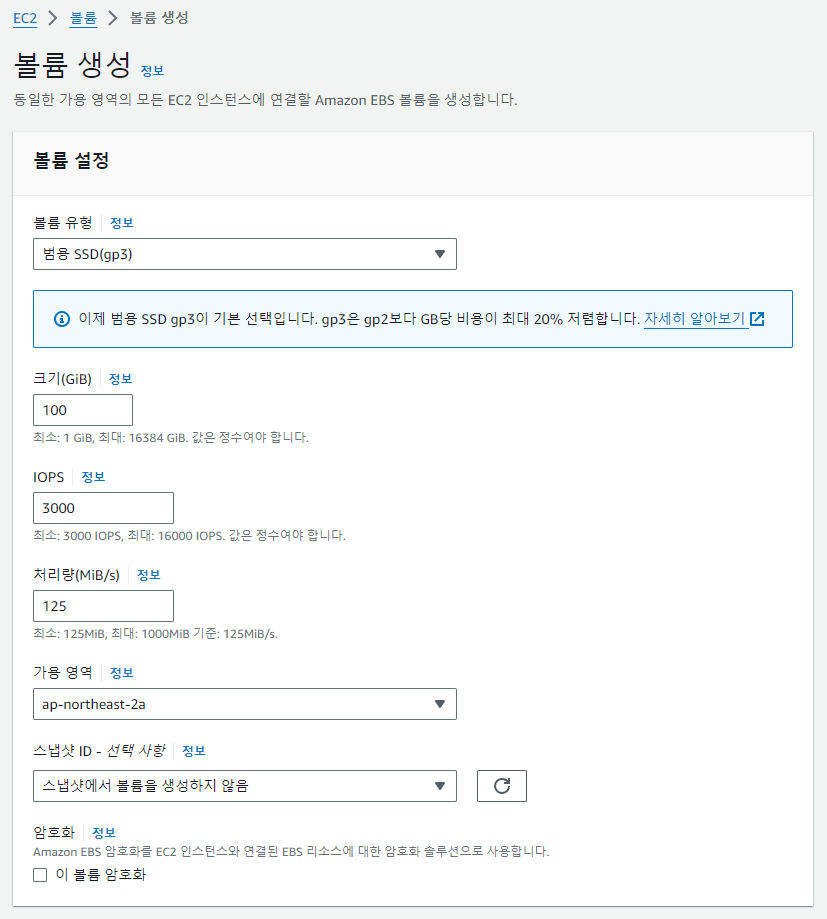 EC2 > 볼륨 > 볼륨 생성
볼륨 생성 정보
동일한 가용 영역의 모든 EC2 인스턴스에 연결할 Amazon EBS 볼륨을 생성합니다.
볼륨 설정
볼륨 유형 정보
범용 SSD(gp3)
이제 범용 SSD gp3이 기본 선택입니다. gp3은 gp2보다 GB당 비용이 최대 20% 저렴합니다. 자세히 알아보기
크기(GiB) 정보
100
최소: 1 GiB, 최대: 16384 GiB. 값은 정수여야 합니다.
IOPS 정보
3000
최소: 3000 IOPS, 최대: 16000 IOPS. 값은 정수여야 합니다.
처리량(MiB/s) 정보
125
최소: 125MiB, 최대: 1000MiB 기준: 125MiB/s.
가용 영역 정보
ap-northeast-2a
스냅샷 ID - 선택 사항 정보
스냅샷에서 볼륨을 생성하지 않음
암호화 정보
Amazon EBS 암호화를 EC2 인스턴스와 연결된 EBS 리소스에 대한 암호화 솔루션으로 사용합니다.
이 볼륨 암호화